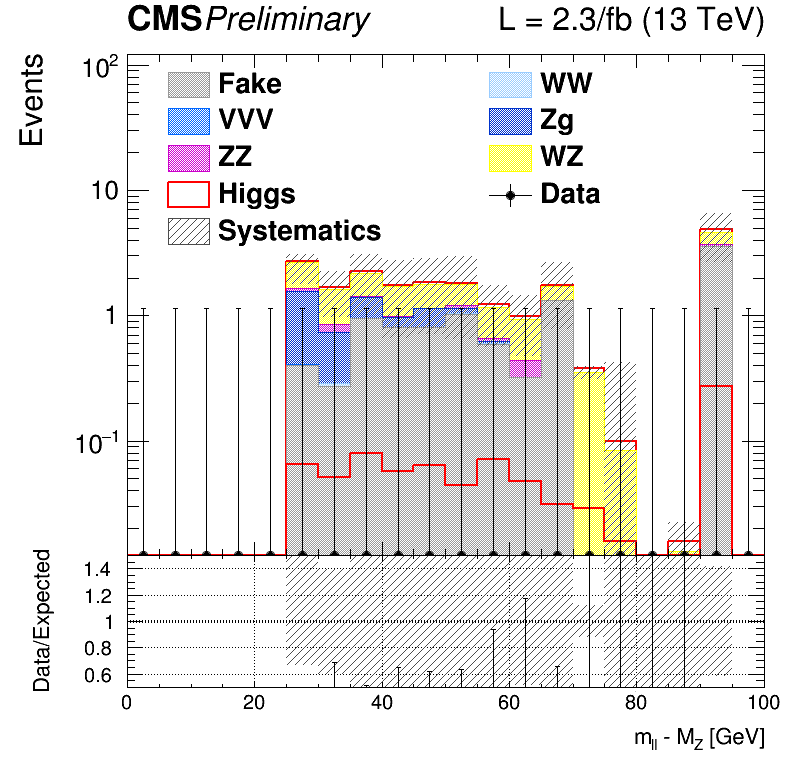 CMS Preliminary L = 2.3/fb (13 TeV)
Events
10²
10
1
10⁻¹
Fake WW
VVV Zg
ZZ WZ
Higgs Data
Systematics
Data/Expected
1.4
1.2
1
0.8
0.6
0 20 40 60 80 100
m_ll - M_Z [GeV]